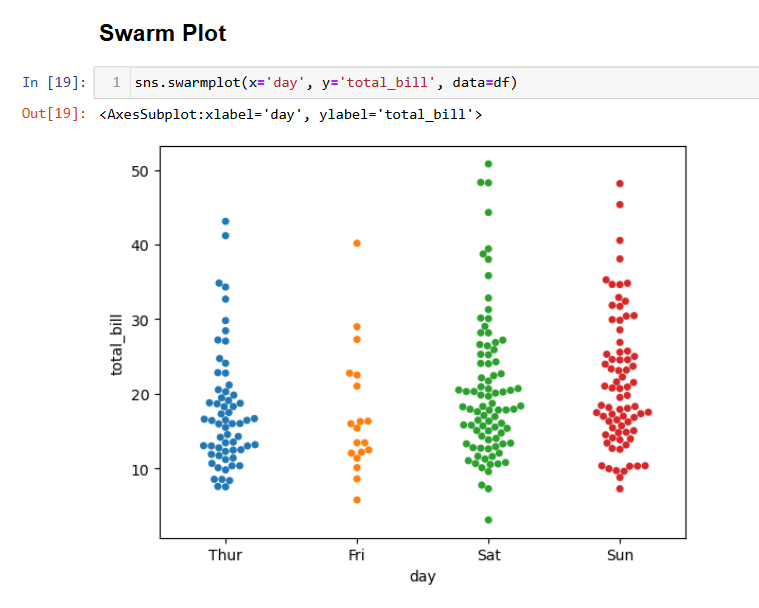 Swarm Plot
In [19]: 1 sns.swarmplot(x='day', y='total_bill', data=df)
Out[19]: <AxesSubplot:xlabel='day', ylabel='total_bill'>
50
40
30
20
10
total_bill
Thur Fri Sat Sun
day